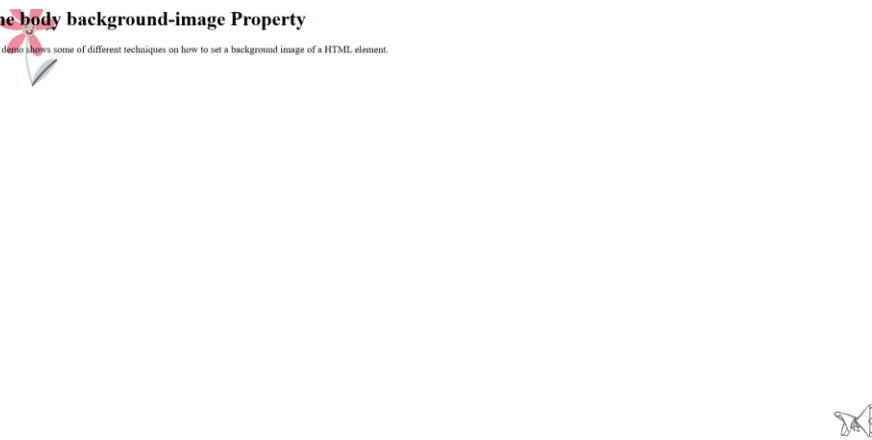 he body background-image Property
demo shows some of different techniques on how to set a background image of a HTML element.